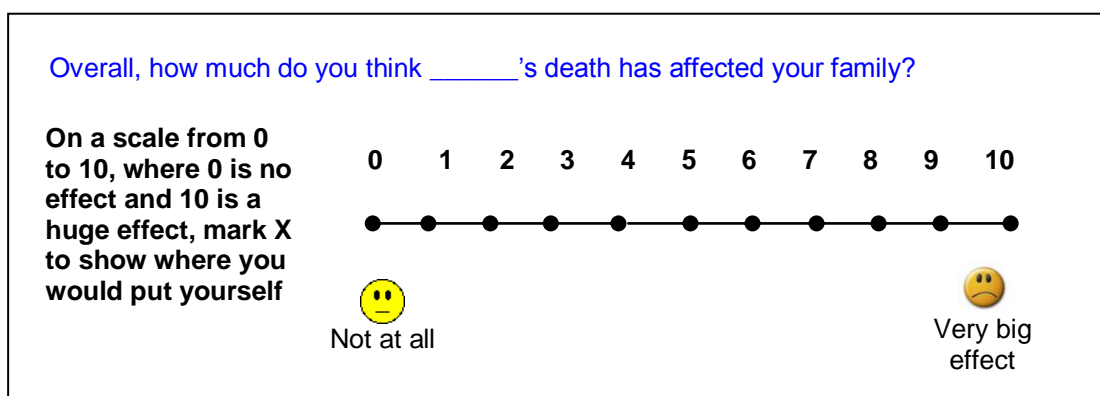 Overall, how much do you think ______’s death has affected your family?
On a scale from 0
to 10, where 0 is no
effect and 10 is a
huge effect, mark X
to show where you
would put yourself
0 1 2 3 4 5 6 7 8 9 10
Not at all
Very big
effect